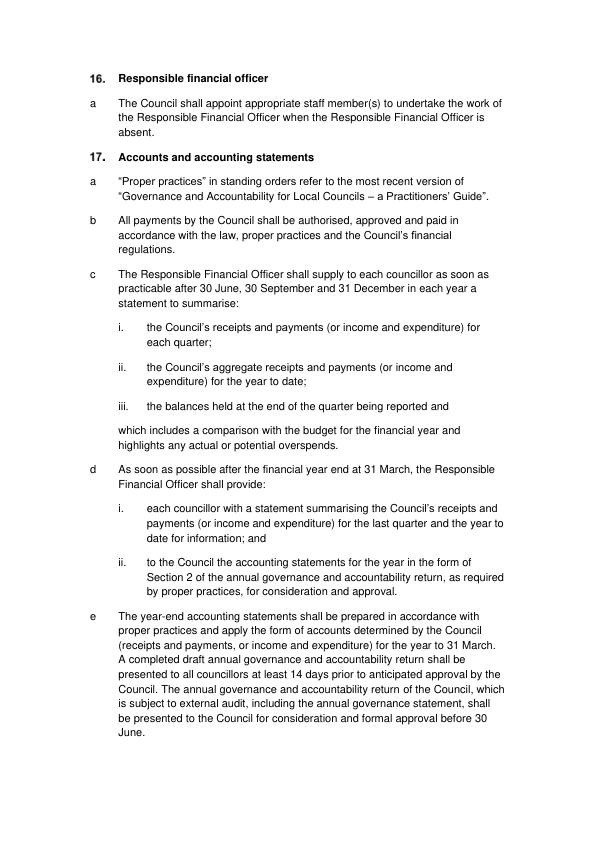 16. Responsible financial officer
a The Council shall appoint appropriate staff member(s) to undertake the work of
the Responsible Financial Officer when the Responsible Financial Officer is
absent.
17. Accounts and accounting statements
a “Proper practices” in standing orders refer to the most recent version of
“Governance and Accountability for Local Councils – a Practitioners’ Guide”.
b All payments by the Council shall be authorised, approved and paid in
accordance with the law, proper practices and the Council’s financial
regulations.
c The Responsible Financial Officer shall supply to each councillor as soon as
practicable after 30 June, 30 September and 31 December in each year a
statement to summarise:
i. the Council’s receipts and payments (or income and expenditure) for
each quarter;
ii. the Council’s aggregate receipts and payments (or income and
expenditure) for the year to date;
iii. the balances held at the end of the quarter being reported and
which includes a comparison with the budget for the financial year and
highlights any actual or potential overspends.
d As soon as possible after the financial year end at 31 March, the Responsible
Financial Officer shall provide:
i. each councillor with a statement summarising the Council’s receipts and
payments (or income and expenditure) for the last quarter and the year to
date for information; and
ii. to the Council the accounting statements for the year in the form of
Section 2 of the annual governance and accountability return, as required
by proper practices, for consideration and approval.
e The year-end accounting statements shall be prepared in accordance with
proper practices and apply the form of accounts determined by the Council
(receipts and payments, or income and expenditure) for the year to 31 March.
A completed draft annual governance and accountability return shall be
presented to all councillors at least 14 days prior to anticipated approval by the
Council. The annual governance and accountability return of the Council, which
is subject to external audit, including the annual governance statement, shall
be presented to the Council for consideration and formal approval before 30
June.